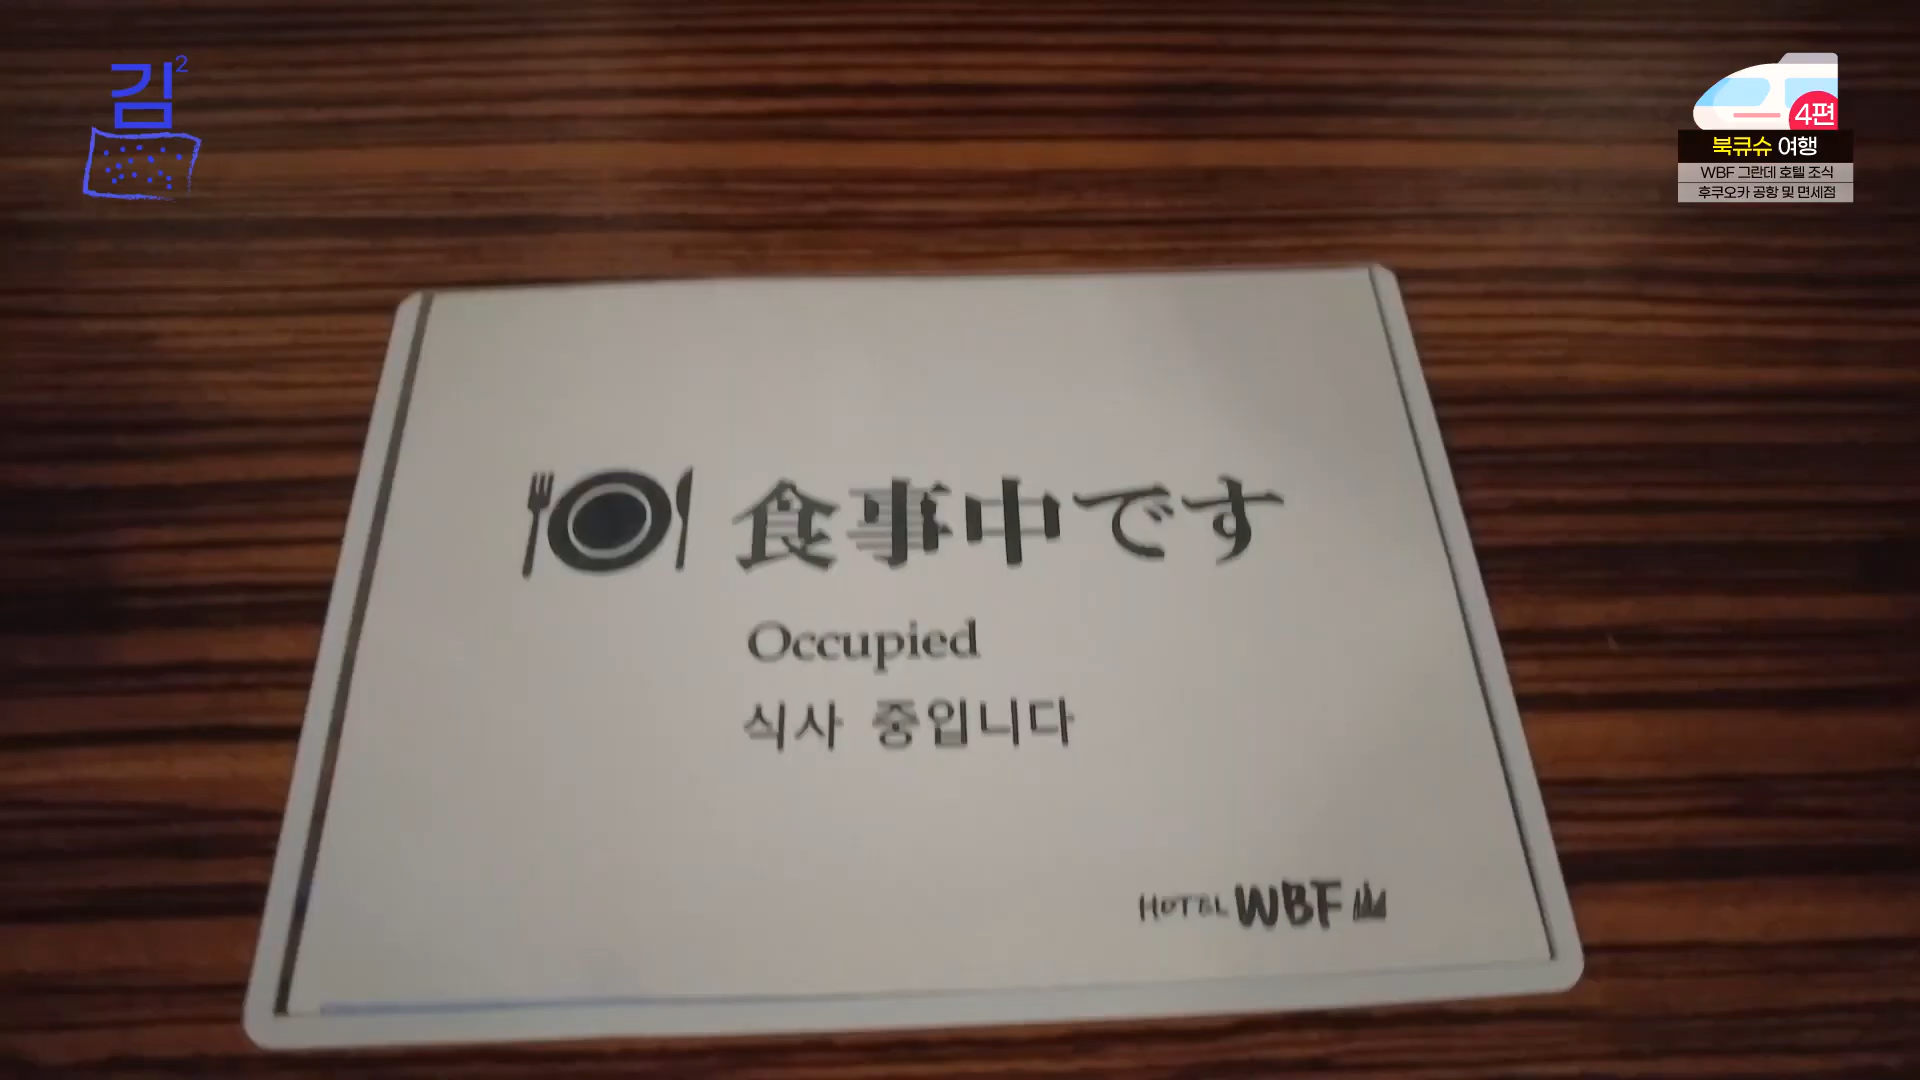 김²
4편
북큐슈 여행
WBF 그란데 호텔 조식
후쿠오카 공항 및 면세점
食事中です
Occupied
식사 중입니다
HOTEL WBF